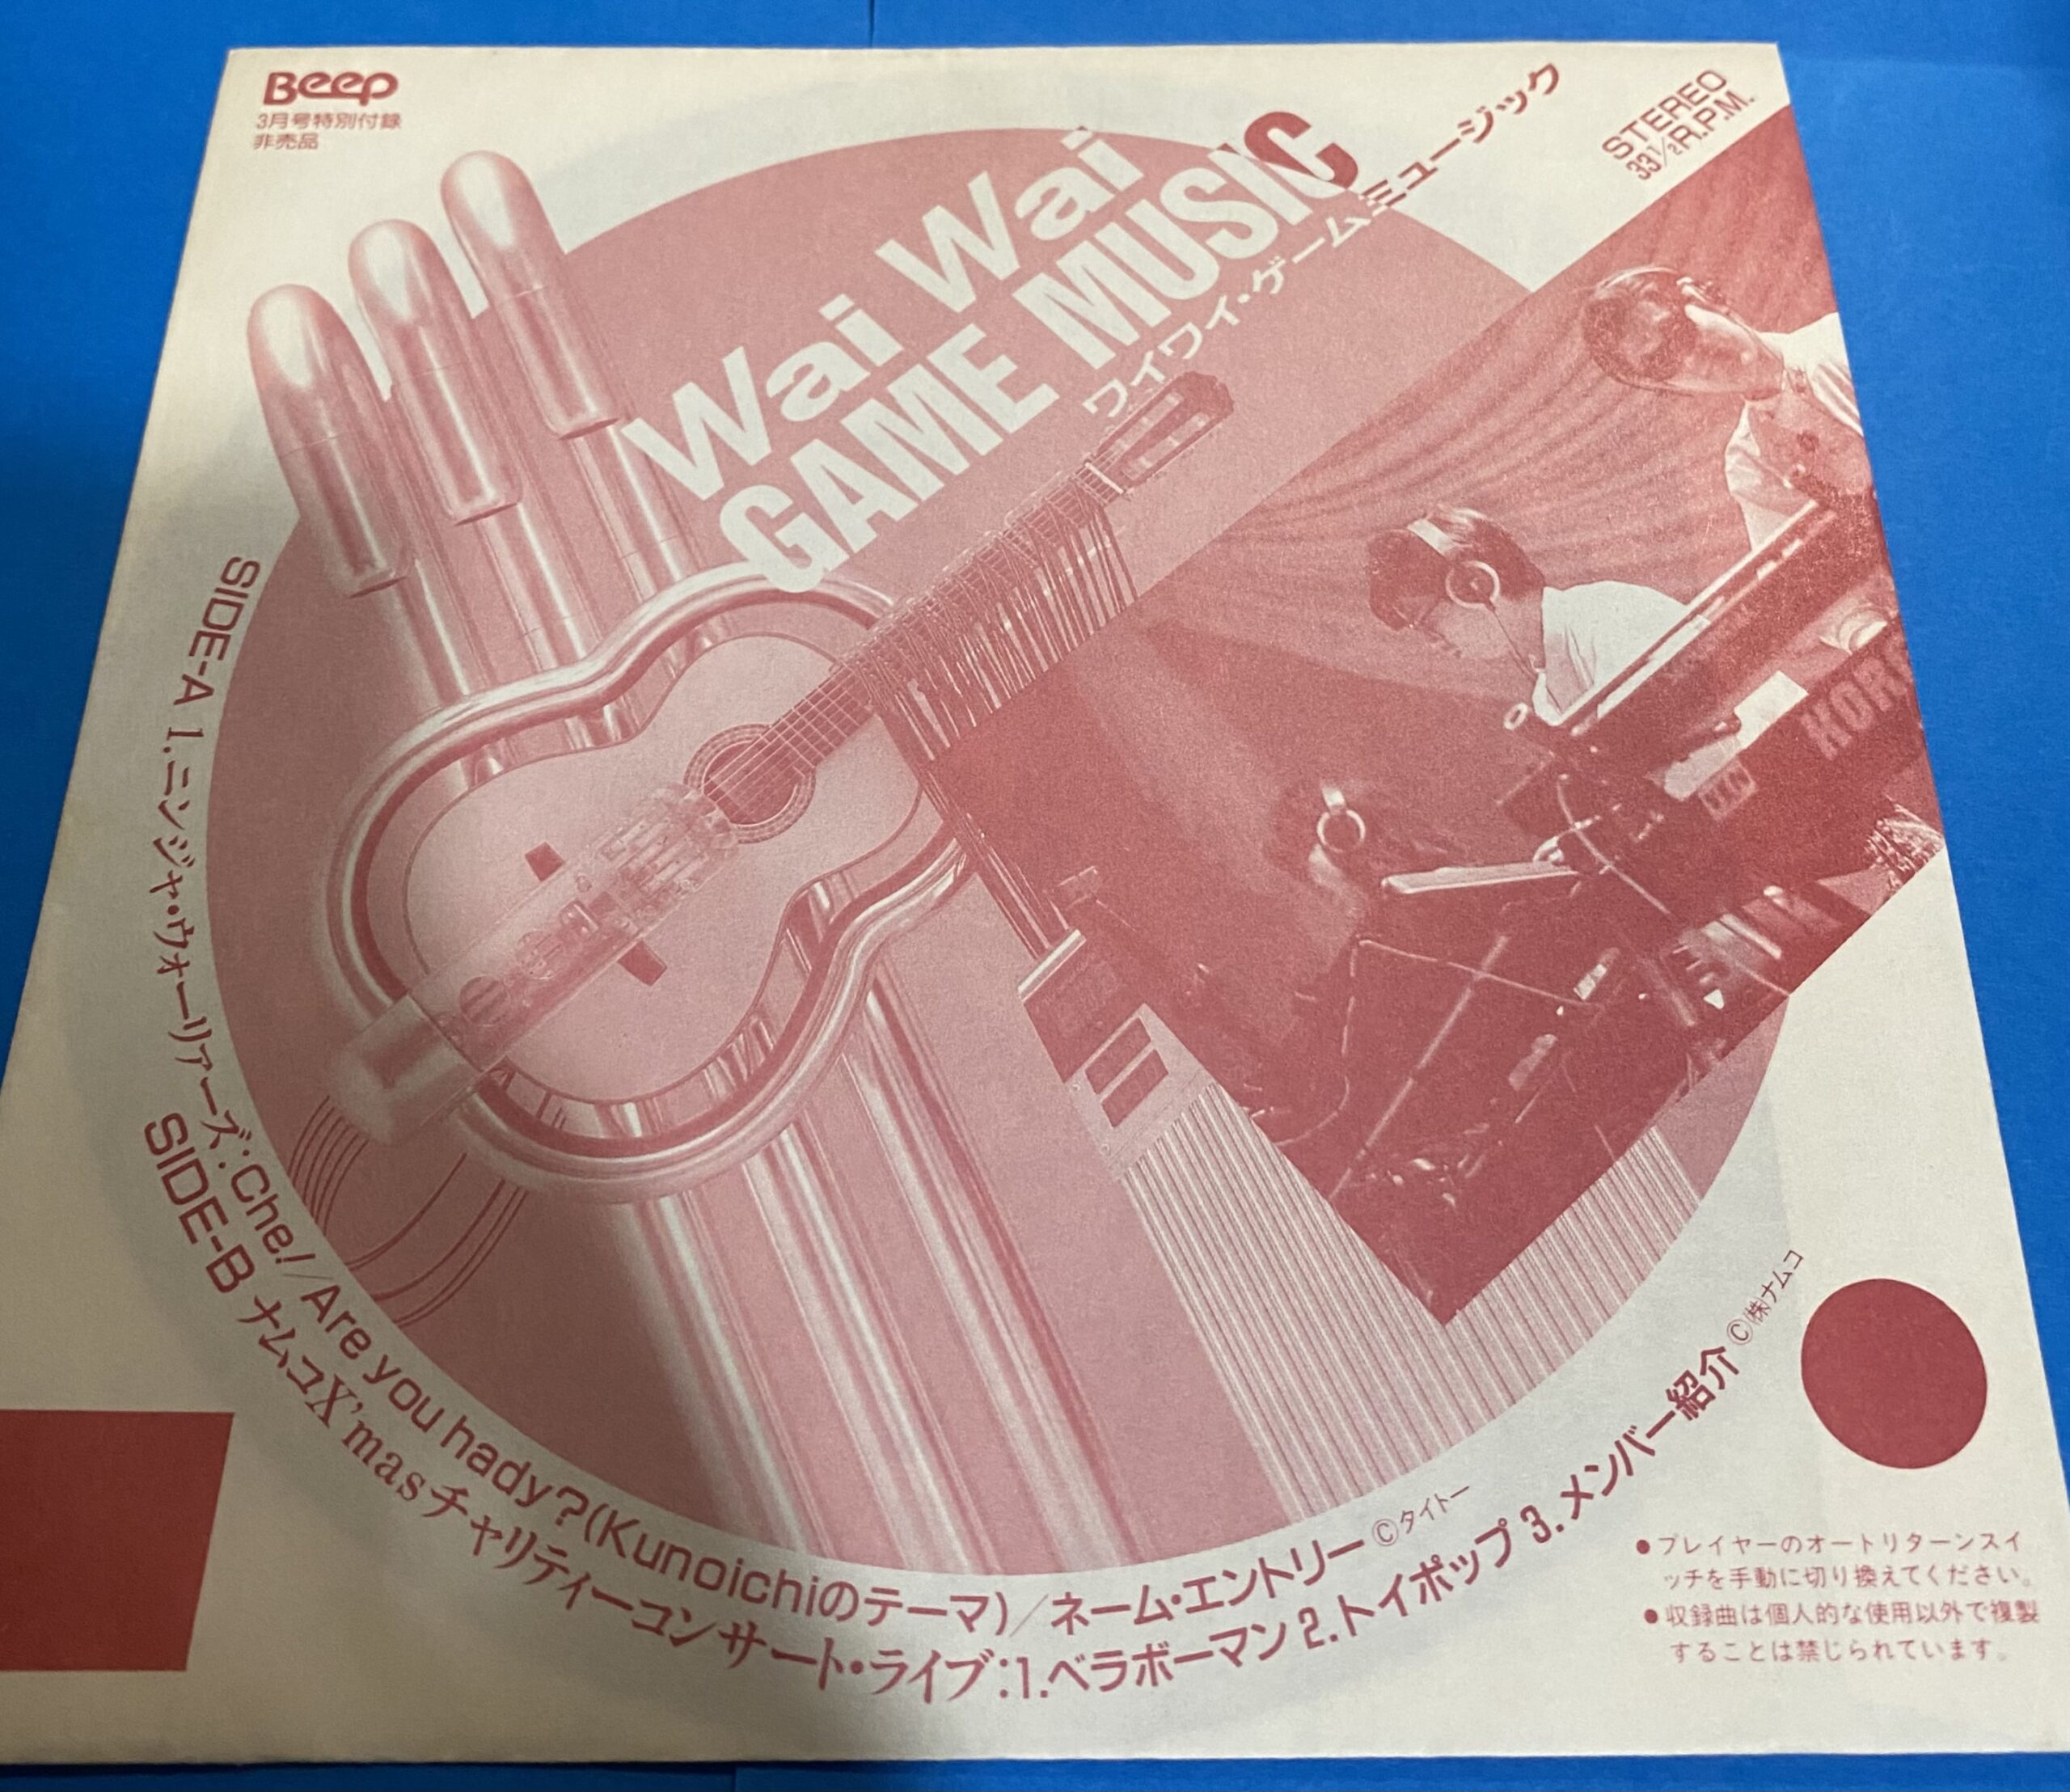 Beep
3月号特別付録
非売品
Wai Wai
GAME MUSIC
ワイワイ・ゲームミュージック
STEREO
33 1/2 R.P.M.
KORG
SIDE-A 1.ニンジャ・ウォーリアーズ:Che!/Are you hady?(Kunoichiのテーマ)/ネーム・エントリー ©タイトー
SIDE-B ナムコX'masチャリティーコンサート・ライブ:1.ベラボーマン 2.トイポップ 3.メンバー紹介 ©(株)ナムコ
●プレイヤーのオートリターンスイ
ッチを手動に切り換えてください。
●収録曲は個人的な使用以外で複製
することは禁じられています。